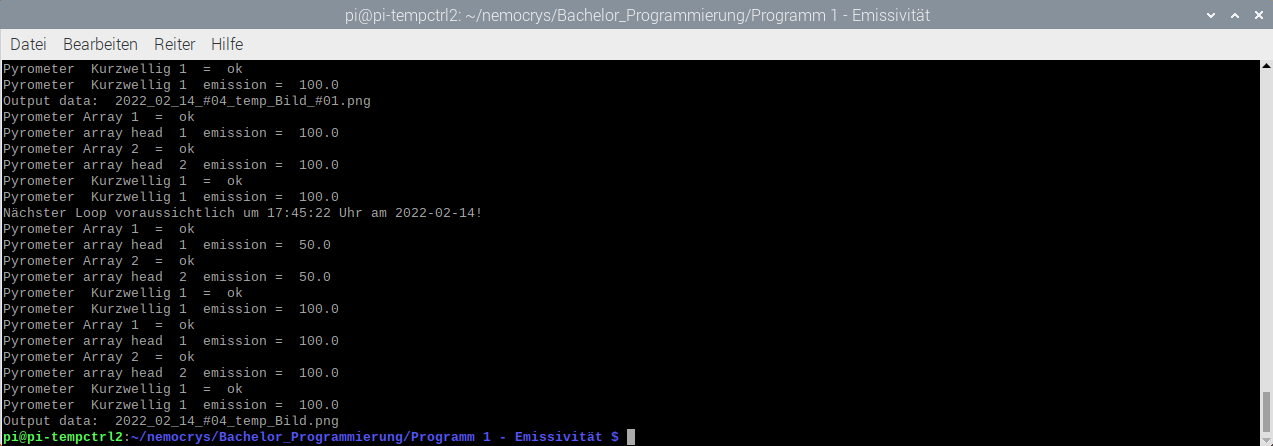 pi@pi-tempctrl2: ~/nemocrys/Bachelor_Programmierung/Programm 1 - Emissivität
Datei Bearbeiten Reiter Hilfe
Pyrometer  Kurzwellig 1  =  ok
Pyrometer  Kurzwellig 1  emission =  100.0
Output data:  2022_02_14_#04_temp_Bild_#01.png
Pyrometer Array 1  =  ok
Pyrometer array head  1  emission =  100.0
Pyrometer Array 2  =  ok
Pyrometer array head  2  emission =  100.0
Pyrometer  Kurzwellig 1  =  ok
Pyrometer  Kurzwellig 1  emission =  100.0
Nächster Loop voraussichtlich um 17:45:22 Uhr am 2022-02-14!
Pyrometer Array 1  =  ok
Pyrometer array head  1  emission =  50.0
Pyrometer Array 2  =  ok
Pyrometer array head  2  emission =  50.0
Pyrometer  Kurzwellig 1  =  ok
Pyrometer  Kurzwellig 1  emission =  100.0
Pyrometer Array 1  =  ok
Pyrometer array head  1  emission =  100.0
Pyrometer Array 2  =  ok
Pyrometer array head  2  emission =  100.0
Pyrometer  Kurzwellig 1  =  ok
Pyrometer  Kurzwellig 1  emission =  100.0
Output data:  2022_02_14_#04_temp_Bild.png
pi@pi-tempctrl2:~/nemocrys/Bachelor_Programmierung/Programm 1 - Emissivität $